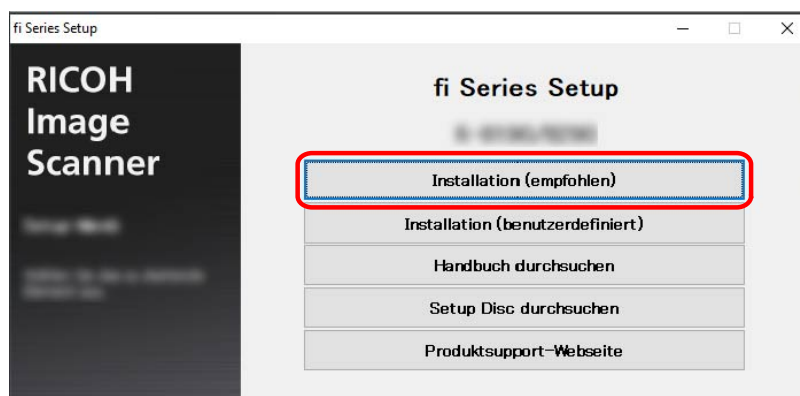 fi Series Setup
RICOH
Image
Scanner
fi Series Setup
Installation (empfohlen)
Installation (benutzerdefiniert)
Handbuch durchsuchen
Setup Disc durchsuchen
Produktsupport-Webseite